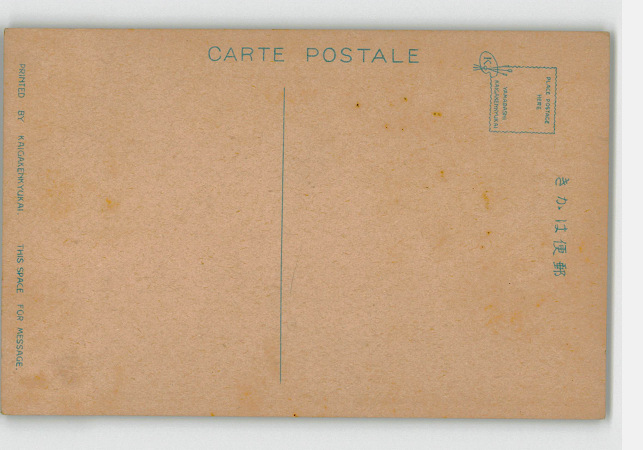 CARTE POSTALE
PLACE POSTAGE
HERE
KAIGAKENKYUKAI
きかは便郵
PRINTED BY KAIGAKENKYUKAI THIS SPACE FOR MESSAGE.